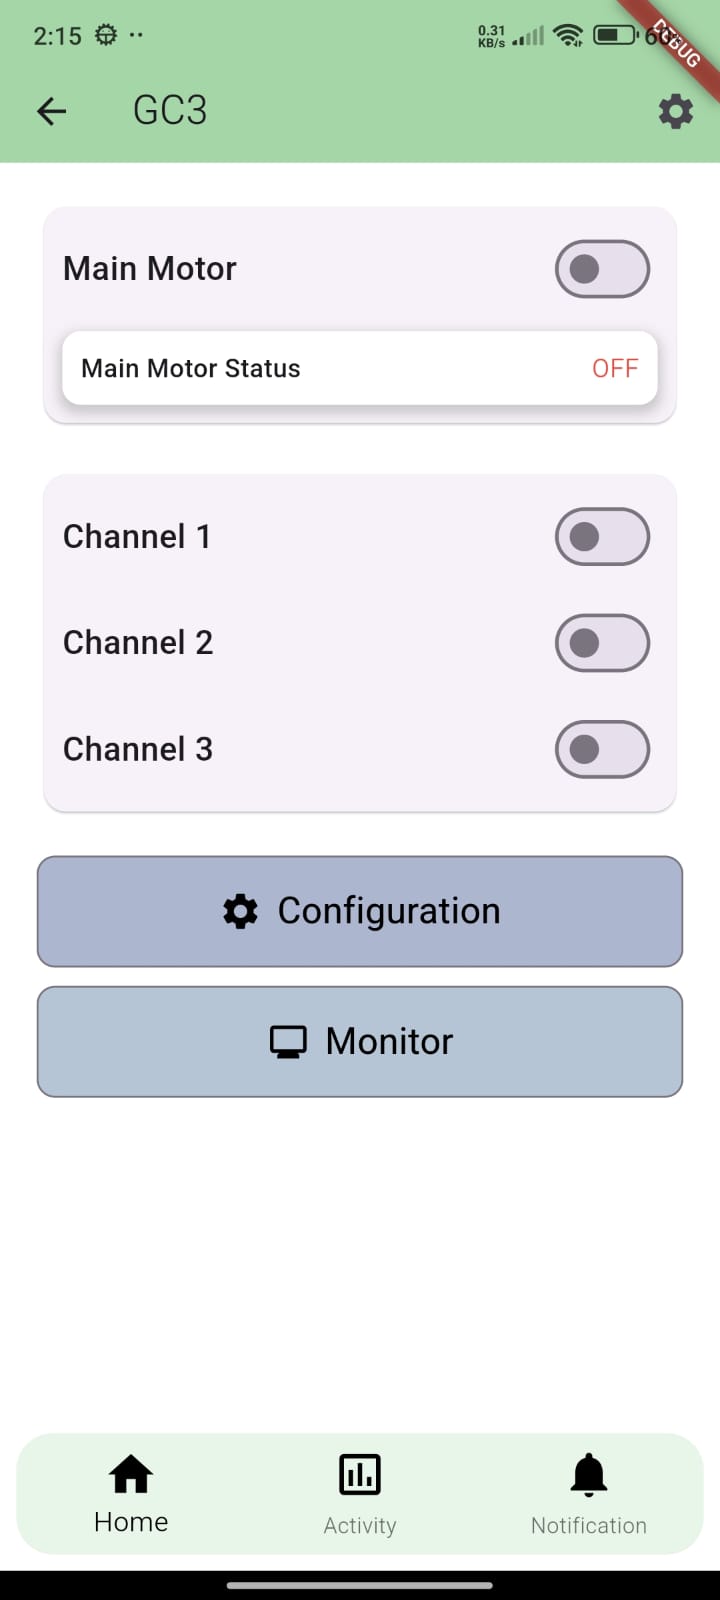 2:15
0.31
KB/s
DEBUG
GC3
Main Motor
Main Motor Status OFF
Channel 1
Channel 2
Channel 3
Configuration
Monitor
Home
Activity
Notification